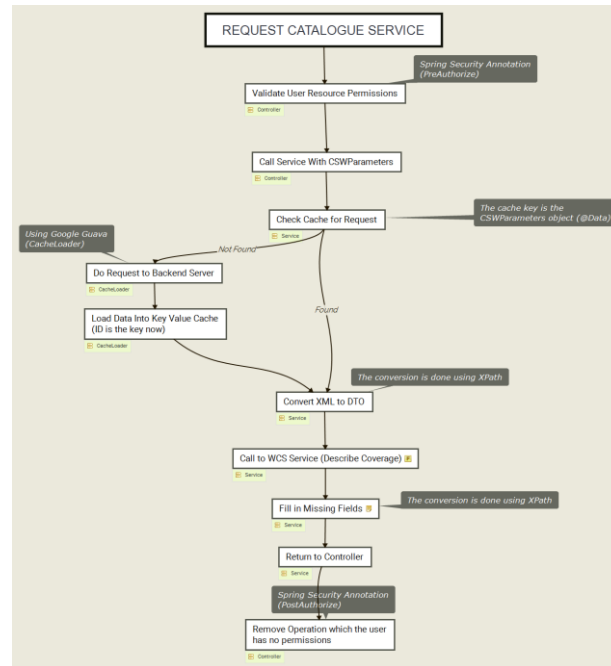 REQUEST CATALOGUE SERVICE
Spring Security Annotation
(PreAuthorize)
Validate User Resource Permissions
Controller
Call Service With CSWParameters
Controller
The cache key is the
CSWParameters object (@Data)
Check Cache for Request
Service
Using Google Guava
(CacheLoader)
Not Found
Do Request to Backend Server
CacheLoader
Found
Load Data Into Key Value Cache
(ID is the key now)
CacheLoader
The conversion is done using XPath
Convert XML to DTO
Service
Call to WCS Service (Describe Coverage)
Service
The conversion is done using XPath
Fill in Missing Fields
Service
Return to Controller
Service
Spring Security Annotation
(PostAuthorize)
Remove Operation which the user
has no permissions
Controller